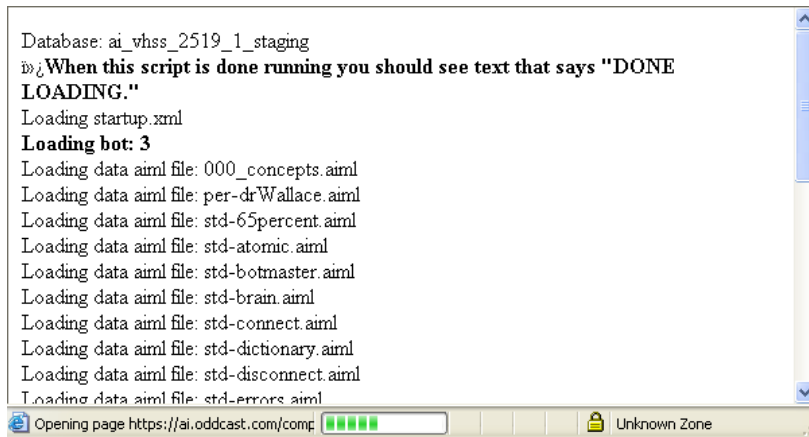 Database: ai_vhss_2519_1_staging
ï»¿When this script is done running you should see text that says "DONE
LOADING."
Loading startup.xml
Loading bot: 3
Loading data aiml file: 000_concepts.aiml
Loading data aiml file: per-drWallace.aiml
Loading data aiml file: std-65percent.aiml
Loading data aiml file: std-atomic.aiml
Loading data aiml file: std-botmaster.aiml
Loading data aiml file: std-brain.aiml
Loading data aiml file: std-connect.aiml
Loading data aiml file: std-dictionary.aiml
Loading data aiml file: std-disconnect.aiml
Loading data aiml file: std-errors.aiml
Opening page https://ai.oddcast.com/comp Unknown Zone